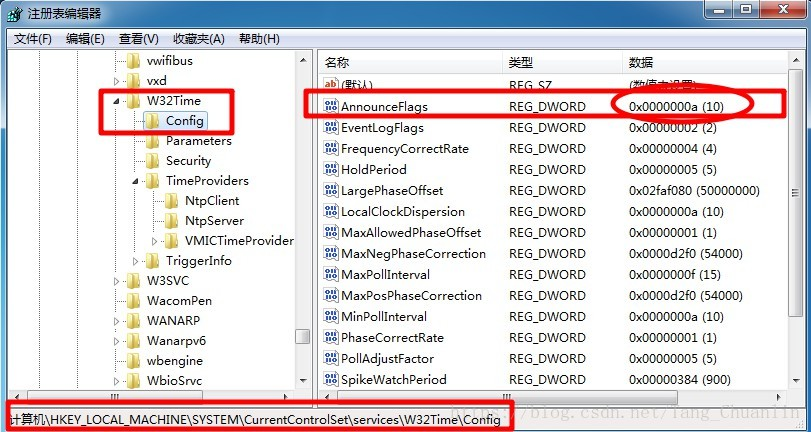 注册表编辑器
文件(F) 编辑(E) 查看(V) 收藏夹(A) 帮助(H)
vwifibus
vxd
W32Time
Config
Parameters
Security
TimeProviders
NtpClient
NtpServer
VMICTimeProvider
TriggerInfo
W3SVC
WacomPen
WANARP
Wanarpv6
wbengine
WbioSrvc
名称 类型 数据
(默认) REG_SZ (数值未设置)
AnnounceFlags REG_DWORD 0x0000000a (10)
EventLogFlags REG_DWORD 0x00000002 (2)
FrequencyCorrectRate REG_DWORD 0x00000004 (4)
HoldPeriod REG_DWORD 0x00000005 (5)
LargePhaseOffset REG_DWORD 0x02faf080 (50000000)
LocalClockDispersion REG_DWORD 0x0000000a (10)
MaxAllowedPhaseOffset REG_DWORD 0x00000001 (1)
MaxNegPhaseCorrection REG_DWORD 0x0000d2f0 (54000)
MaxPollInterval REG_DWORD 0x0000000f (15)
MaxPosPhaseCorrection REG_DWORD 0x0000d2f0 (54000)
MinPollInterval REG_DWORD 0x0000000a (10)
PhaseCorrectRate REG_DWORD 0x00000001 (1)
PollAdjustFactor REG_DWORD 0x00000005 (5)
SpikeWatchPeriod REG_DWORD 0x00000384 (900)
计算机\HKEY_LOCAL_MACHINE\SYSTEM\CurrentControlSet\services\W32Time\Config
https://blog.csdn.net/Tang_Chuanlin